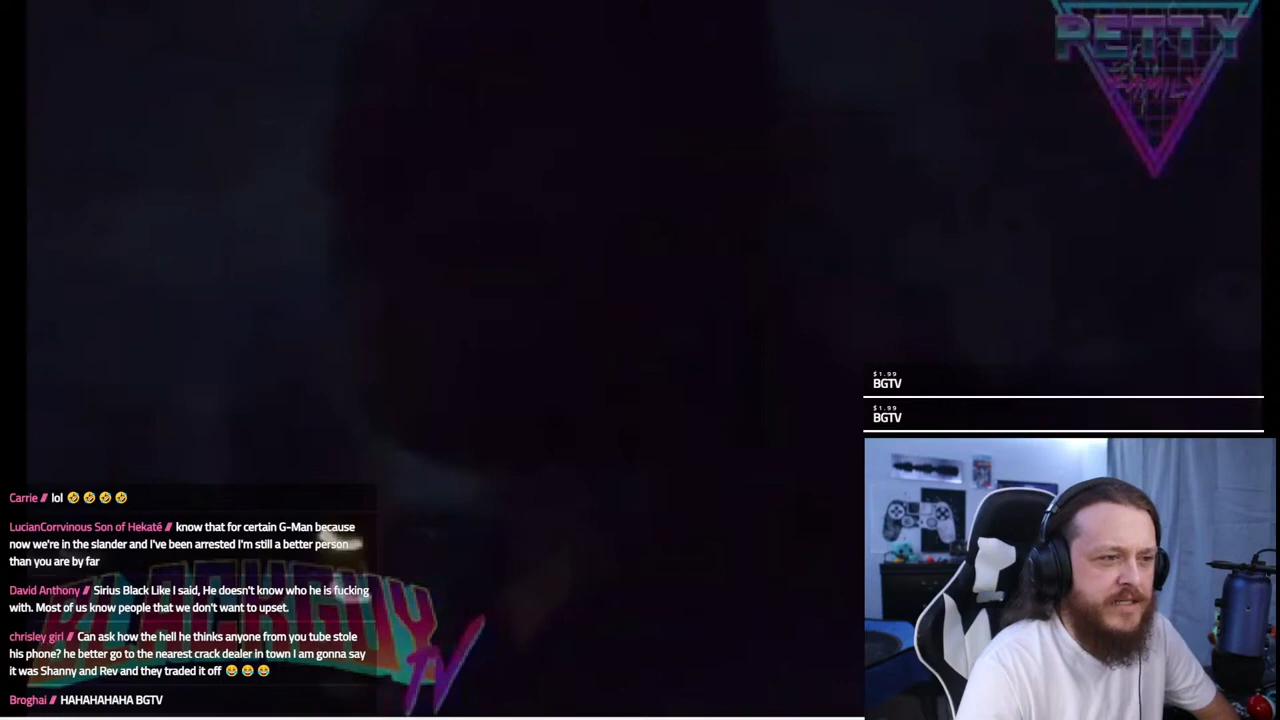 PETTY
FAMILY
$1.99
BGTV
$1.99
BGTV
Carrie // lol 🤣 🤣 🤣 🤣
LucianCorrvinous Son of Hekaté // know that for certain G-Man because
now we're in the slander and I've been arrested I'm still a better person
than you are by far
David Anthony // Sirius Black Like I said, He doesn't know who he is fucking
with. Most of us know people that we don't want to upset.
chrisley girl // Can ask how the hell he thinks anyone from you tube stole
his phone? he better go to the nearest crack dealer in town I am gonna say
it was Shanny and Rev and they traded it off 😂 😂 😂
BLACKGUY
TV
Broghai // HAHAHAHAHA BGTV